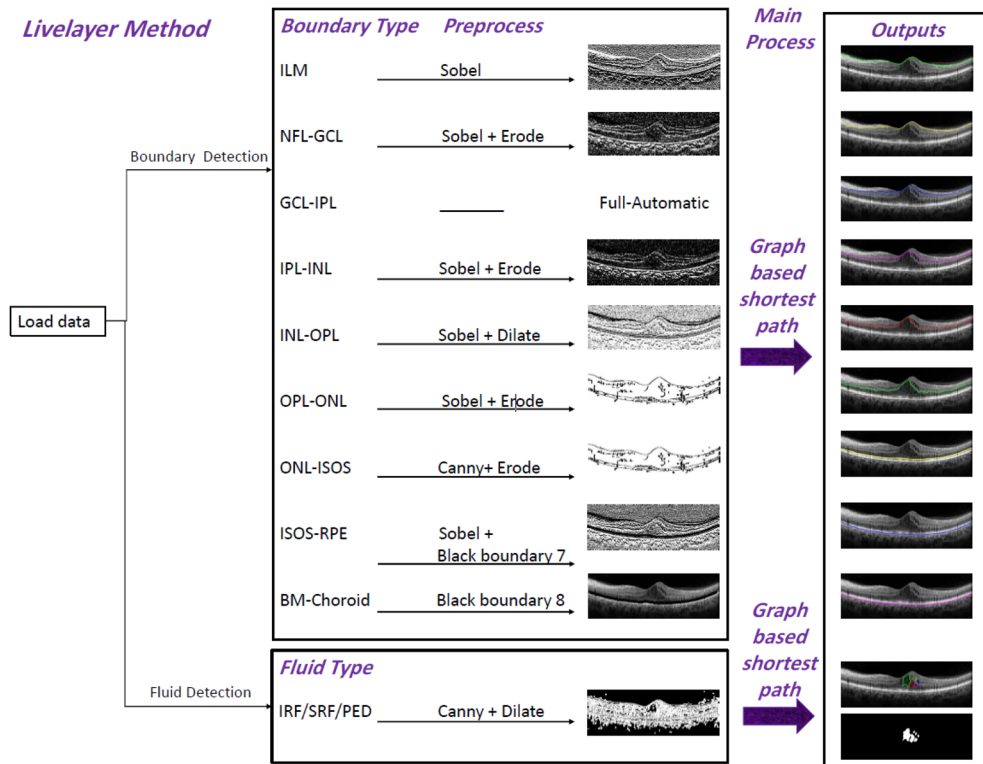 Livelayer Method
Boundary Type Preprocess
Main
Process
Outputs
ILM Sobel
NFL-GCL Sobel + Erode
Boundary Detection
GCL-IPL Full-Automatic
IPL-INL Sobel + Erode
Graph
based
shortest
path
Load data
INL-OPL Sobel + Dilate
OPL-ONL Sobel + Erode
ONL-ISOS Canny+ Erode
ISOS-RPE Sobel +
Black boundary 7
BM-Choroid Black boundary 8
Graph
based
shortest
path
Fluid Type
Fluid Detection
IRF/SRF/PED Canny + Dilate